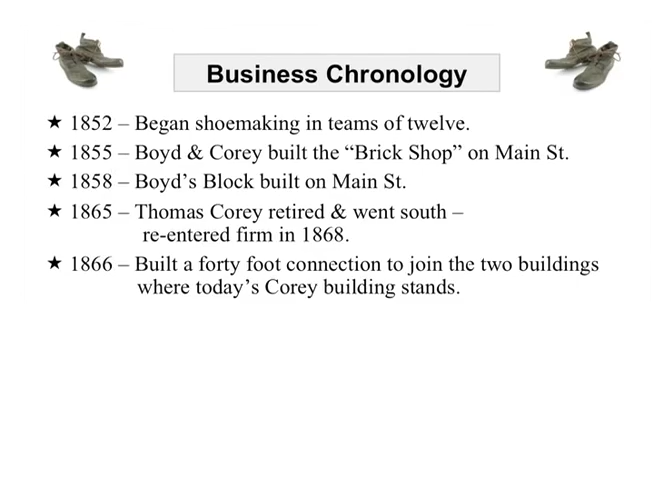 Business Chronology
★ 1852 – Began shoemaking in teams of twelve.
★ 1855 – Boyd & Corey built the “Brick Shop” on Main St.
★ 1858 – Boyd’s Block built on Main St.
★ 1865 – Thomas Corey retired & went south –
re-entered firm in 1868.
★ 1866 – Built a forty foot connection to join the two buildings
where today’s Corey building stands.